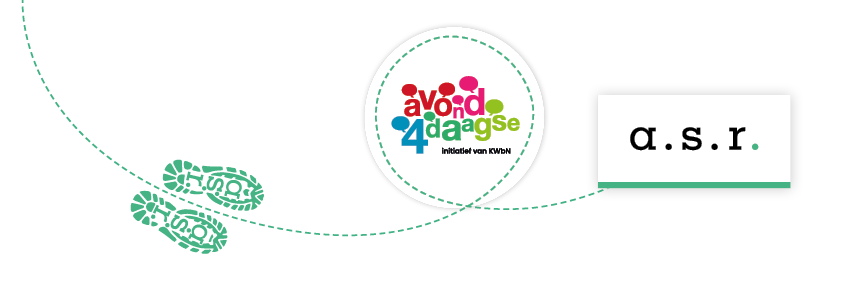 avond
4daagse
initiatief van KWbN
a.s.r.
a.s.r.
a.s.r.